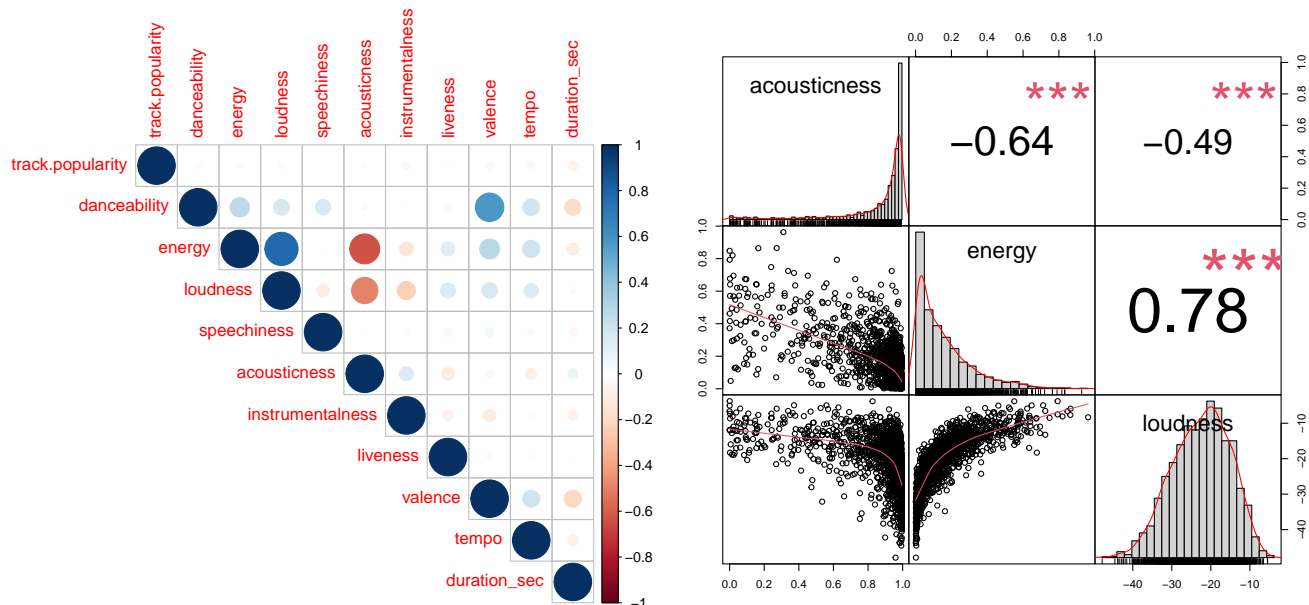 track.popularity
danceability
energy
loudness
speechiness
acousticness
instrumentalness
liveness
valence
tempo
duration_sec
track.popularity
danceability
energy
loudness
speechiness
acousticness
instrumentalness
liveness
valence
tempo
duration_sec
1
0.8
0.6
0.4
0.2
0
−0.2
−0.4
−0.6
−0.8
−1
0.0 0.2 0.4 0.6 0.8 1.0
acousticness
***
−0.64
***
−0.49
0.0 0.2 0.4 0.6 0.8 1.0
0.0 0.2 0.4 0.6 0.8 1.0
energy
***
0.78
loudness
−40 −30 −20 −10
0.0 0.2 0.4 0.6 0.8 1.0
−40 −30 −20 −10